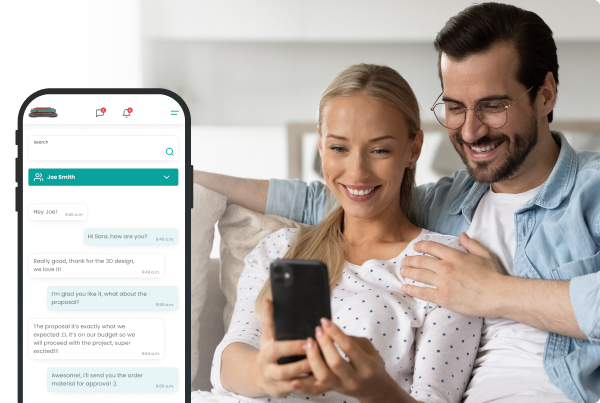 Search
Joe Smith
Hey Joe!
9:45 a.m.
Hi Sara, how are you?
9:46 a.m.
Really good, thank for the 3D design,
we love it!
9:49 a.m.
I'm glad you like it, what about the
proposal?
9:50 a.m.
The proposal it's exactly what we
expected :D, it's on our budget so we
will proceed with the project, super
excited!!!
9:54 a.m.
Awesome!, I'll send you the order
material for approval :).
9:55 a.m.